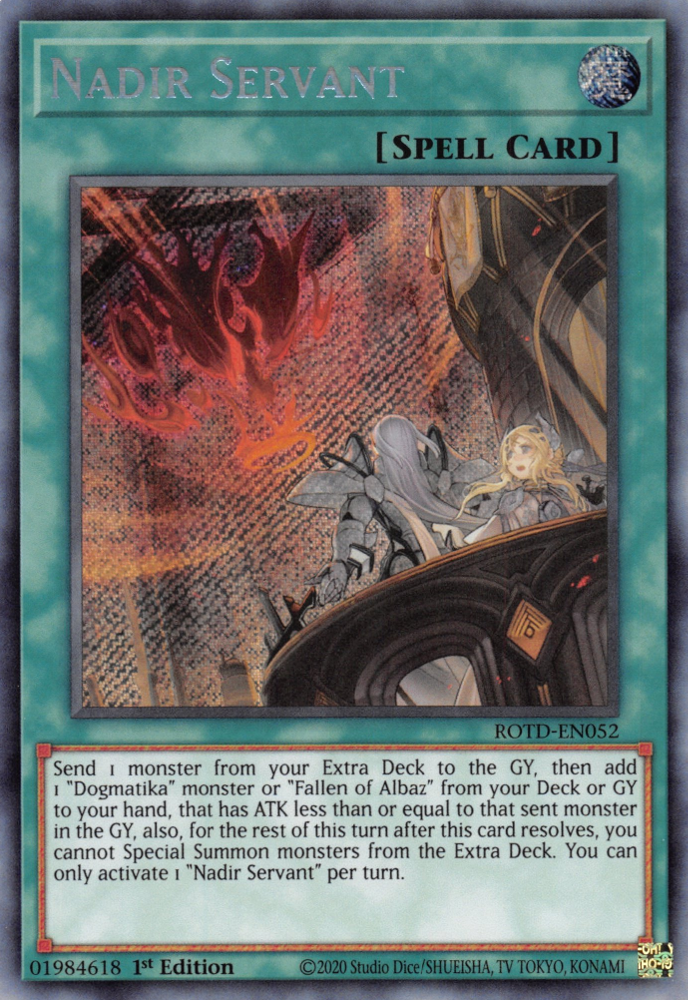 NADIR SERVANT
[SPELL CARD]
ROTD-EN052
Send 1 monster from your Extra Deck to the GY, then add
1 "Dogmatika" monster or "Fallen of Albaz" from your Deck or GY
to your hand, that has ATK less than or equal to that sent monster
in the GY, also, for the rest of this turn after this card resolves, you
cannot Special Summon monsters from the Extra Deck. You can
only activate 1 "Nadir Servant" per turn.
01984618 1st Edition ©2020 Studio Dice/SHUEISHA, TV TOKYO, KONAMI